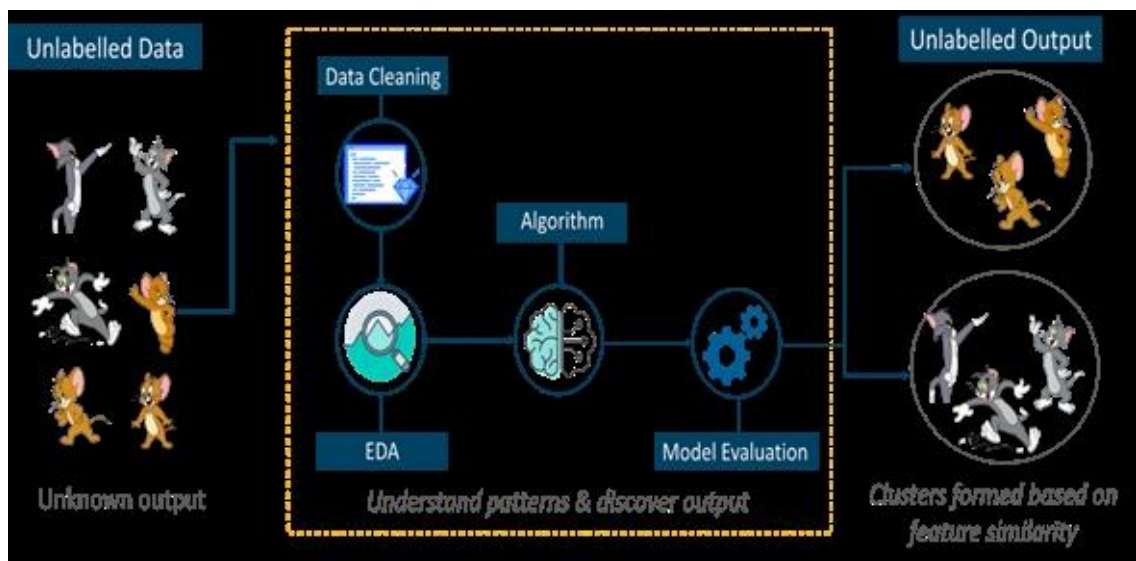 Unlabelled Data
Data Cleaning
Unlabelled Output
Algorithm
EDA
Model Evaluation
Unknown output
Understand patterns & discover output
Clusters formed based on
feature similarity